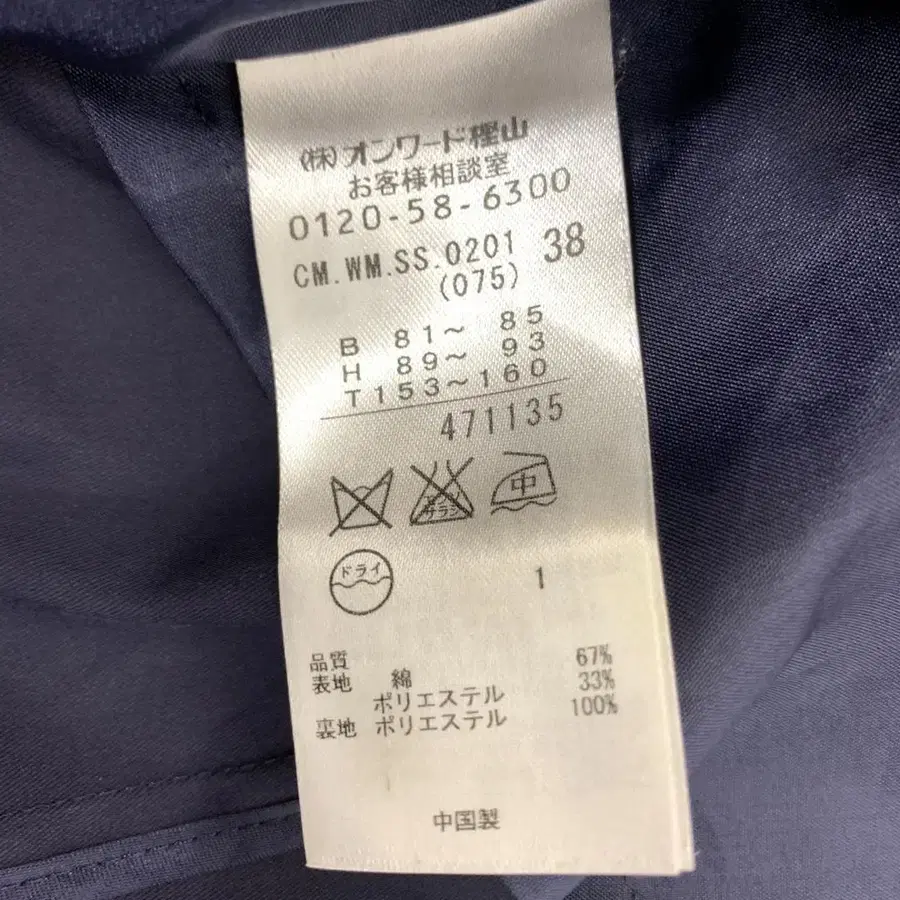 (株)オンワード樫山
お客様相談室
0120-58-6300
CM.WM.SS.0201 38
(075)
B 81～ 85
H 89～ 93
T153～160
471135
中
ドライ
1
品質
表地 綿 67%
ポリエステル 33%
裏地 ポリエステル 100%
中国製